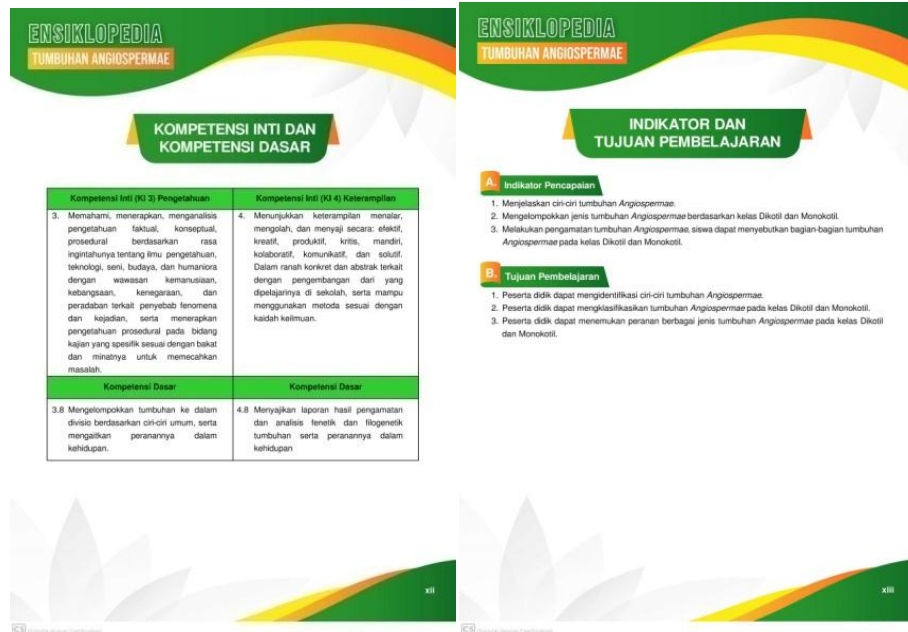 ENSIKLOPEDIA
TUMBUHAN ANGIOSPERMAE
KOMPETENSI INTI DAN
KOMPETENSI DASAR
Kompetensi Inti (KI 3) Pengetahuan
3. Memahami, menerapkan, menganalisis
pengetahuan faktual, konseptual,
prosedural berdasarkan rasa
ingintahunya tentang ilmu pengetahuan,
teknologi, seni, budaya, dan humaniora
dengan wawasan kemanusiaan,
kebangsaan, kenegaraan, dan
peradaban terkait penyebab fenomena
dan kejadian, serta menerapkan
pengetahuan prosedural pada bidang
kajian yang spesifik sesuai dengan bakat
dan minatnya untuk memecahkan
masalah.
Kompetensi Inti (KI 4) Keterampilan
4. Menunjukkan keterampilan menalar,
mengolah, dan menyaji secara: efektif,
kreatif, produktif, kritis, mandiri,
kolaboratif, komunikatif, dan solutif.
Dalam ranah konkret dan abstrak terkait
dengan pengembangan dari yang
dipelajarinya di sekolah, serta mampu
menggunakan metoda sesuai dengan
kaidah keilmuan.
Kompetensi Dasar
3.8 Mengelompokkan tumbuhan ke dalam
divisio berdasarkan ciri-ciri umum, serta
mengaitkan peranannya dalam
kehidupan.
Kompetensi Dasar
4.8 Menyajikan laporan hasil pengamatan
dan analisis fenetik dan filogenetik
tumbuhan serta peranannya dalam
kehidupan
xii
CS
ENSIKLOPEDIA
TUMBUHAN ANGIOSPERMAE
INDIKATOR DAN
TUJUAN PEMBELAJARAN
A. Indikator Pencapaian
1. Menjelaskan ciri-ciri tumbuhan Angiospermae.
2. Mengelompokkan jenis tumbuhan Angiospermae berdasarkan kelas Dikotil dan Monokotil.
3. Melakukan pengamatan tumbuhan Angiospermae, siswa dapat menyebutkan bagian-bagian tumbuhan
Angiospermae pada kelas Dikotil dan Monokotil.
B. Tujuan Pembelajaran
1. Peserta didik dapat mengidentifikasi ciri-ciri tumbuhan Angiospermae.
2. Peserta didik dapat mengklasifikasikan tumbuhan Angiospermae pada kelas Dikotil dan Monokotil.
3. Peserta didik dapat menemukan peranan berbagai jenis tumbuhan Angiospermae pada kelas Dikotil
dan Monokotil.
xiii
CS